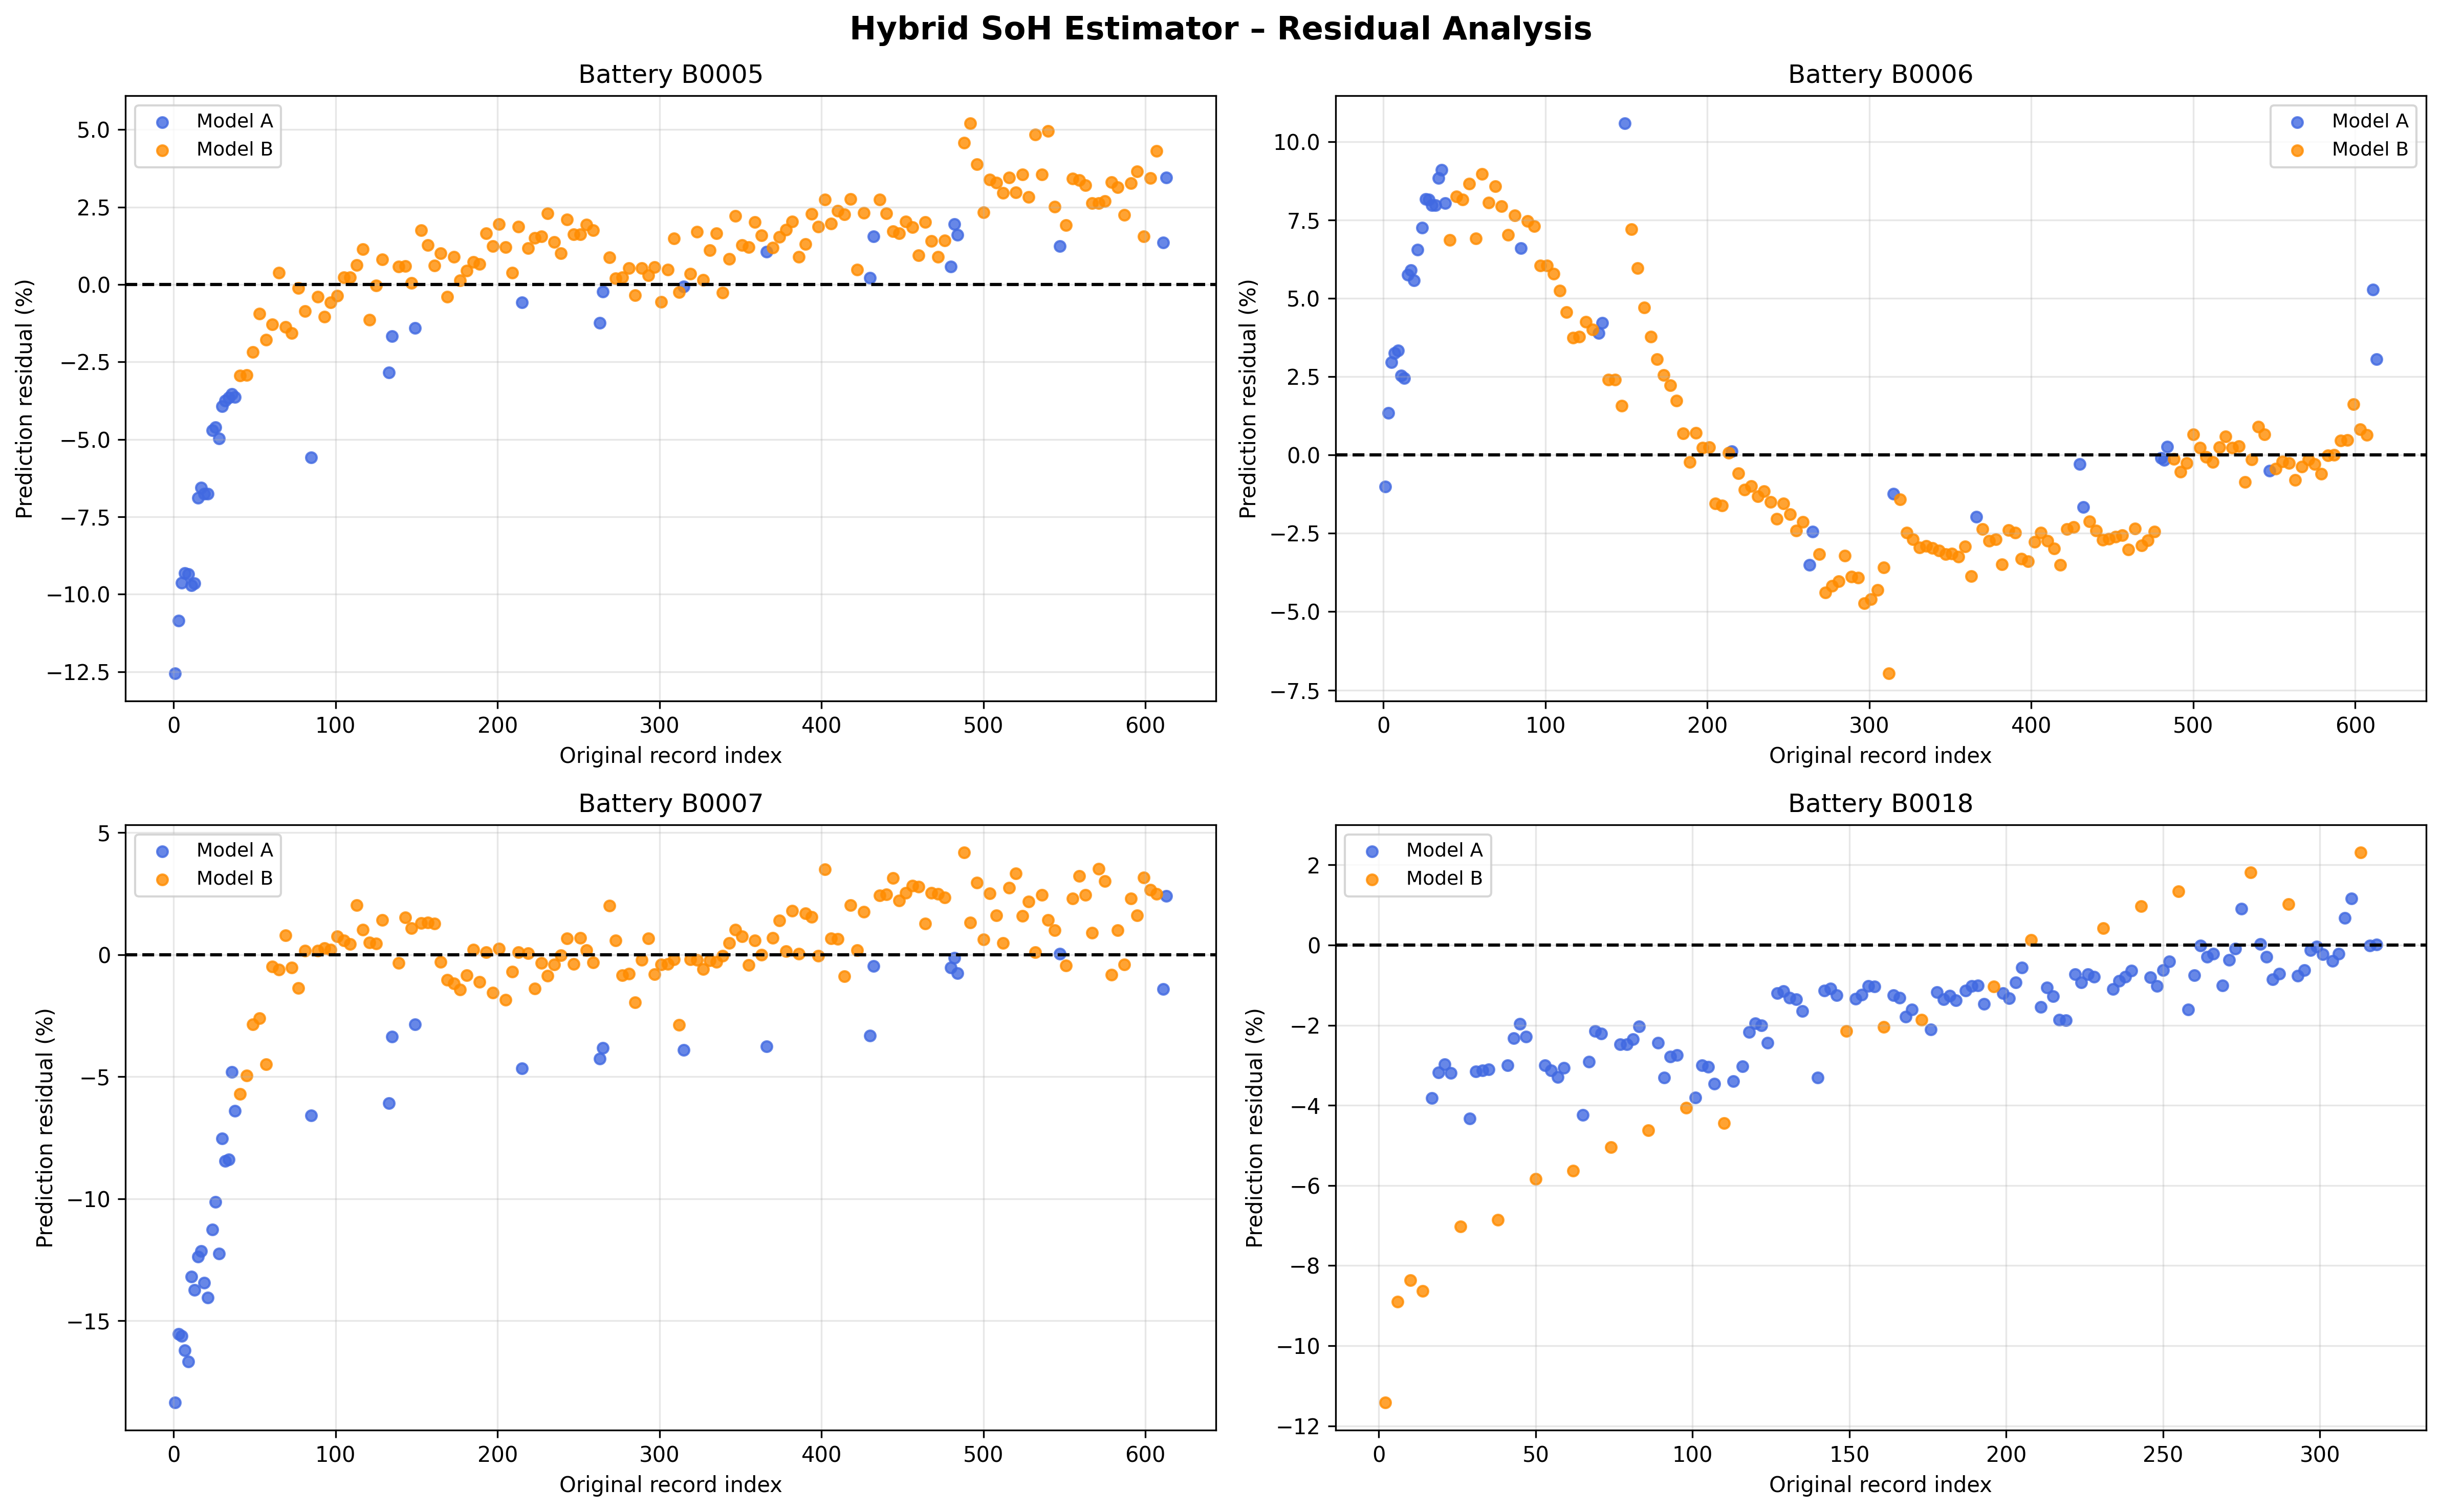 Hybrid SoH Estimator – Residual Analysis
Battery B0005
Model A
Model B
5.0
2.5
0.0
−2.5
−5.0
−7.5
−10.0
−12.5
Prediction residual (%)
0 100 200 300 400 500 600
Original record index
Battery B0006
Model A
Model B
10.0
7.5
5.0
2.5
0.0
−2.5
−5.0
−7.5
Prediction residual (%)
0 100 200 300 400 500 600
Original record index
Battery B0007
Model A
Model B
5
0
−5
−10
−15
Prediction residual (%)
0 100 200 300 400 500 600
Original record index
Battery B0018
Model A
Model B
2
0
−2
−4
−6
−8
−10
−12
Prediction residual (%)
0 50 100 150 200 250 300
Original record index